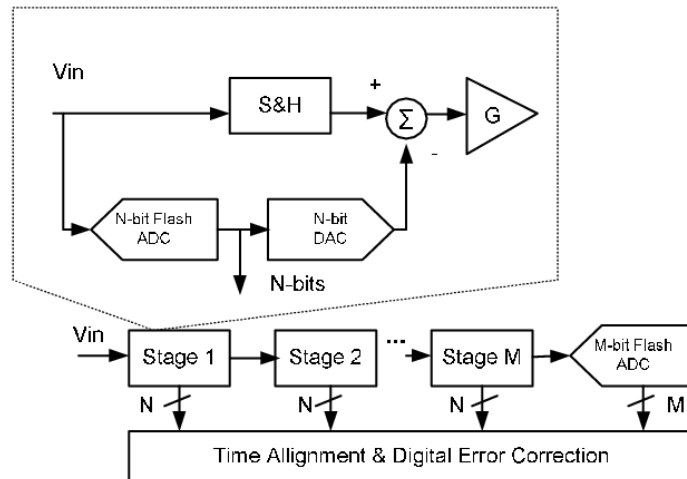 Vin
S&H
+
Σ
G
-
N-bit Flash
ADC
N-bit
DAC
N-bits
Vin
Stage 1
Stage 2
...
Stage M
M-bit Flash
ADC
N
N
N
M
Time Allignment & Digital Error Correction